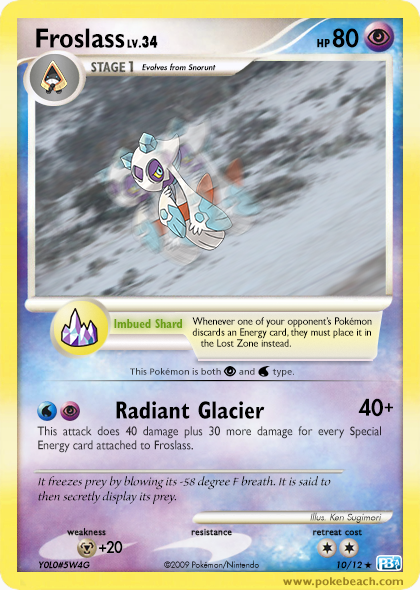 Froslass LV.34 HP 80
STAGE 1 Evolves from Snorunt
Imbued Shard
Whenever one of your opponent's Pokémon
discards an Energy card, they must place it in
the Lost Zone instead.
This Pokémon is both and type.
Radiant Glacier 40+
This attack does 40 damage plus 30 more damage for every Special
Energy card attached to Froslass.
It freezes prey by blowing its -58 degree F breath. It is said to
then secretly display its prey.
Illus. Ken Sugimori
weakness resistance retreat cost
+20
Y0L0#5W4G ©2009 Pokémon/Nintendo 10/12 ★ PB
www.pokebeach.com